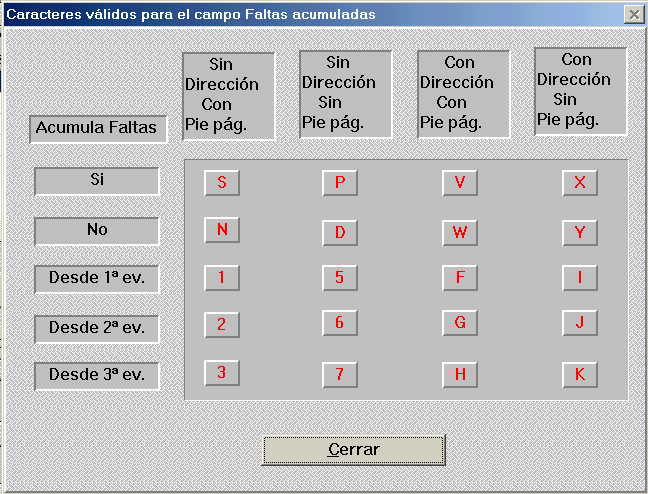 Caracteres válidos para el campo Faltas acumuladas
Sin Dirección Con Pie pág.
Sin Dirección Sin Pie pág.
Con Dirección Con Pie pág.
Con Dirección Sin Pie pág.
Acumula Faltas
Si S P V X
No N D W Y
Desde 1ª ev. 1 5 F I
Desde 2ª ev. 2 6 G J
Desde 3ª ev. 3 7 H K
Cerrar